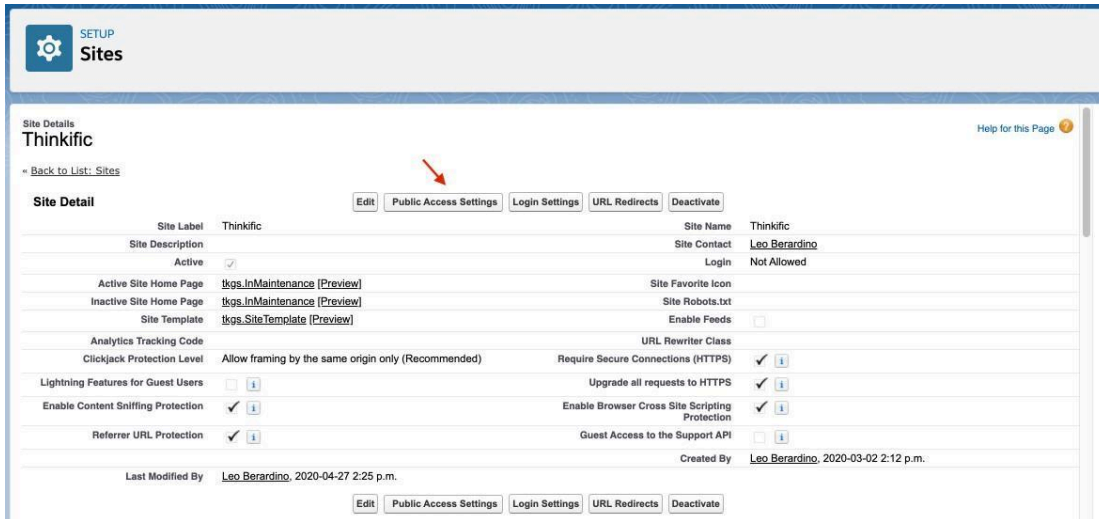 SETUP
Sites
Site Details
Thinkific
Help for this Page
« Back to List: Sites
Site Detail
Edit Public Access Settings Login Settings URL Redirects Deactivate
Site Label Thinkific Site Name Thinkific
Site Description Site Contact Leo Berardino
Active Login Not Allowed
Active Site Home Page tkgs.InMaintenance [Preview] Site Favorite Icon
Inactive Site Home Page tkgs.InMaintenance [Preview] Site Robots.txt
Site Template tkgs.SiteTemplate [Preview] Enable Feeds
Analytics Tracking Code URL Rewriter Class
Clickjack Protection Level Allow framing by the same origin only (Recommended) Require Secure Connections (HTTPS) i
Lightning Features for Guest Users i Upgrade all requests to HTTPS i
Enable Content Sniffing Protection i Enable Browser Cross Site Scripting i
Protection
Referrer URL Protection i Guest Access to the Support API i
Created By Leo Berardino, 2020-03-02 2:12 p.m.
Last Modified By Leo Berardino, 2020-04-27 2:25 p.m.
Edit Public Access Settings Login Settings URL Redirects Deactivate